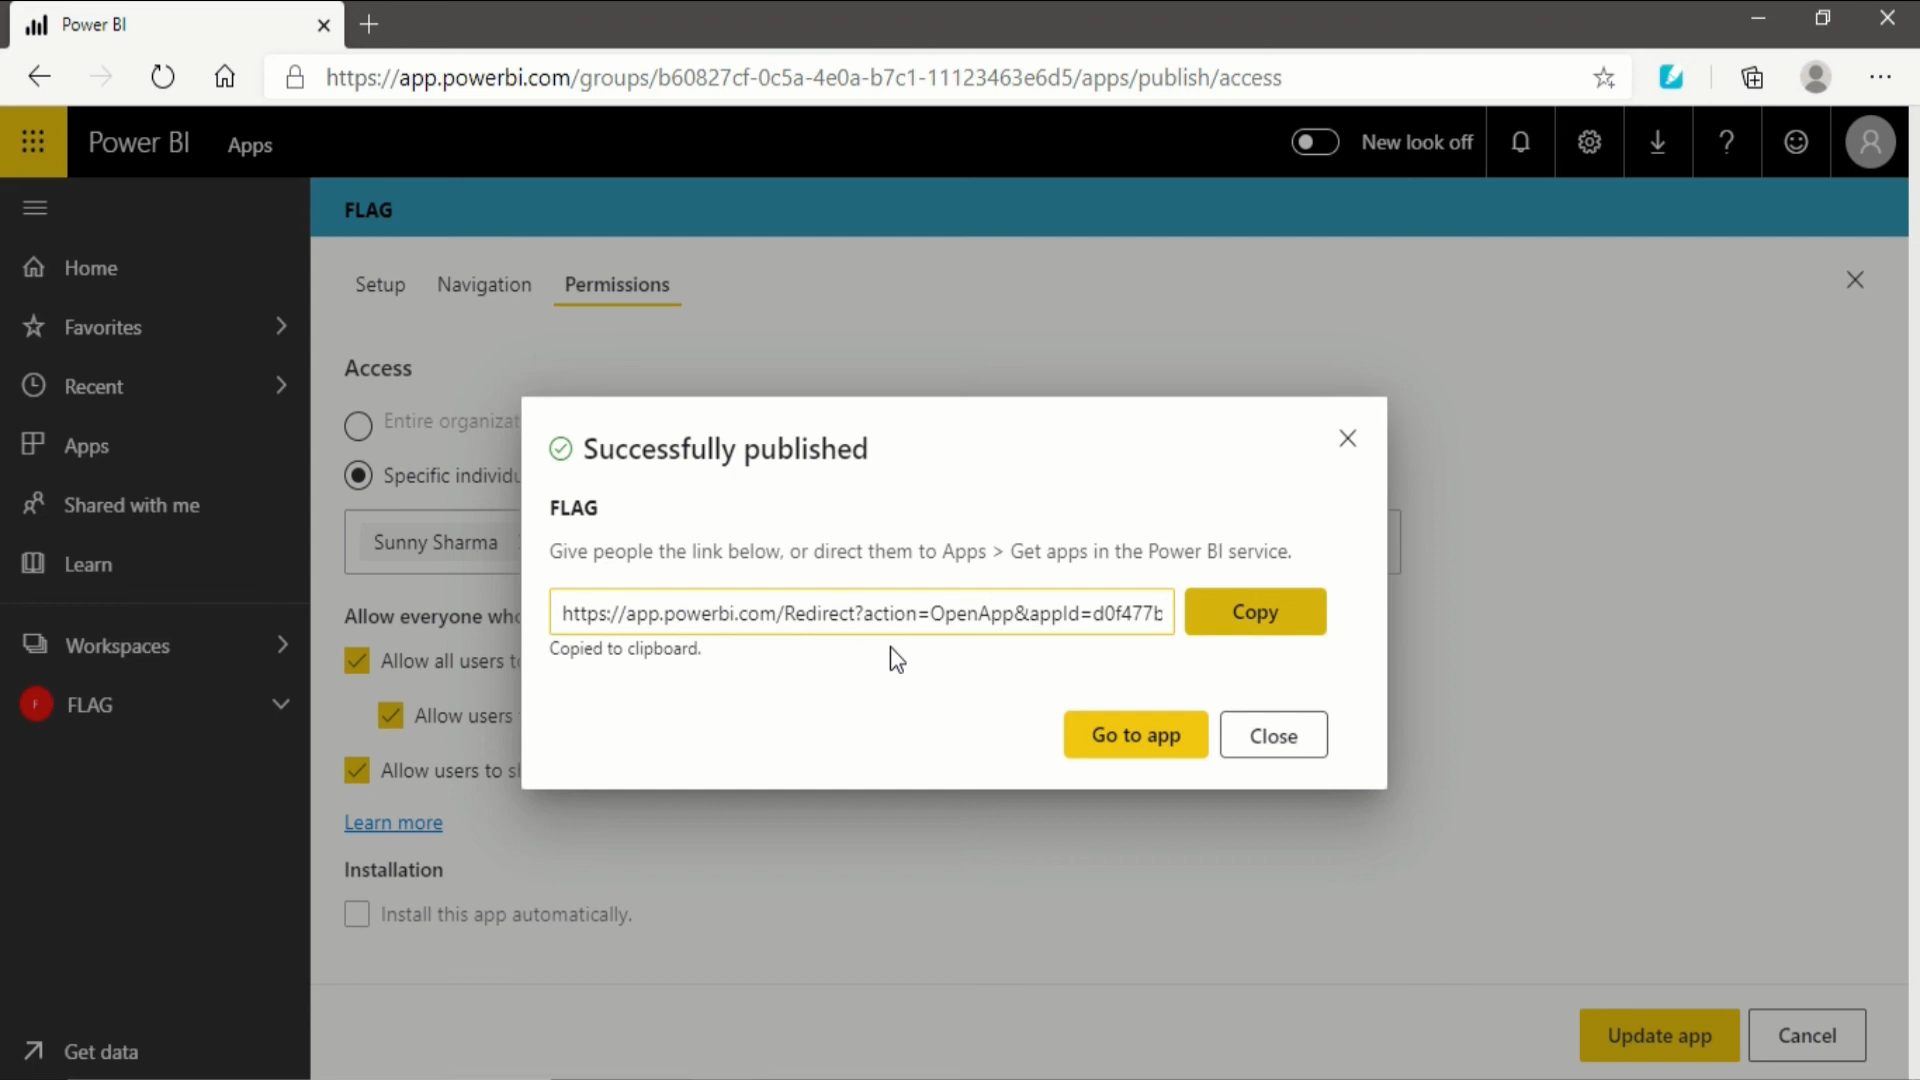 Power BI
https://app.powerbi.com/groups/b60827cf-0c5a-4e0a-b7c1-11123463e6d5/apps/publish/access
Power BI Apps New look off
FLAG
Home
Favorites
Recent
Apps
Shared with me
Learn
Workspaces
F FLAG
Get data
Setup Navigation Permissions
Access
Entire organizat
Specific individu
Sunny Sharma
Allow everyone who
Allow all users to
Allow users
Allow users to sh
Learn more
Installation
Install this app automatically.
Successfully published
FLAG
Give people the link below, or direct them to Apps > Get apps in the Power BI service.
https://app.powerbi.com/Redirect?action=OpenApp&appId=d0f477b Copy
Copied to clipboard.
Go to app Close
Update app Cancel